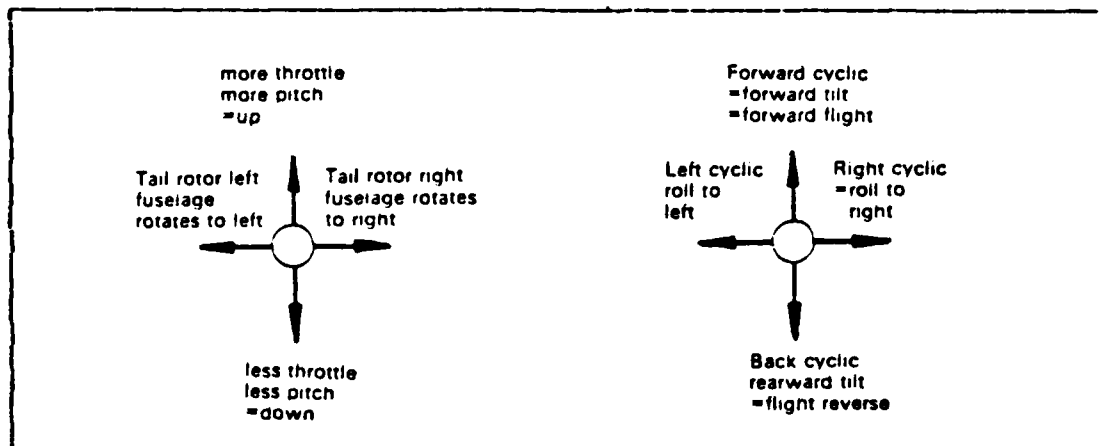 more throttle
more pitch
=up
Tail rotor left
fuselage
rotates to left
Tail rotor right
fuselage rotates
to right
less throttle
less pitch
=down
Forward cyclic
=forward tilt
=forward flight
Left cyclic
roll to
left
Right cyclic
=roll to
right
Back cyclic
rearward tilt
=flight reverse